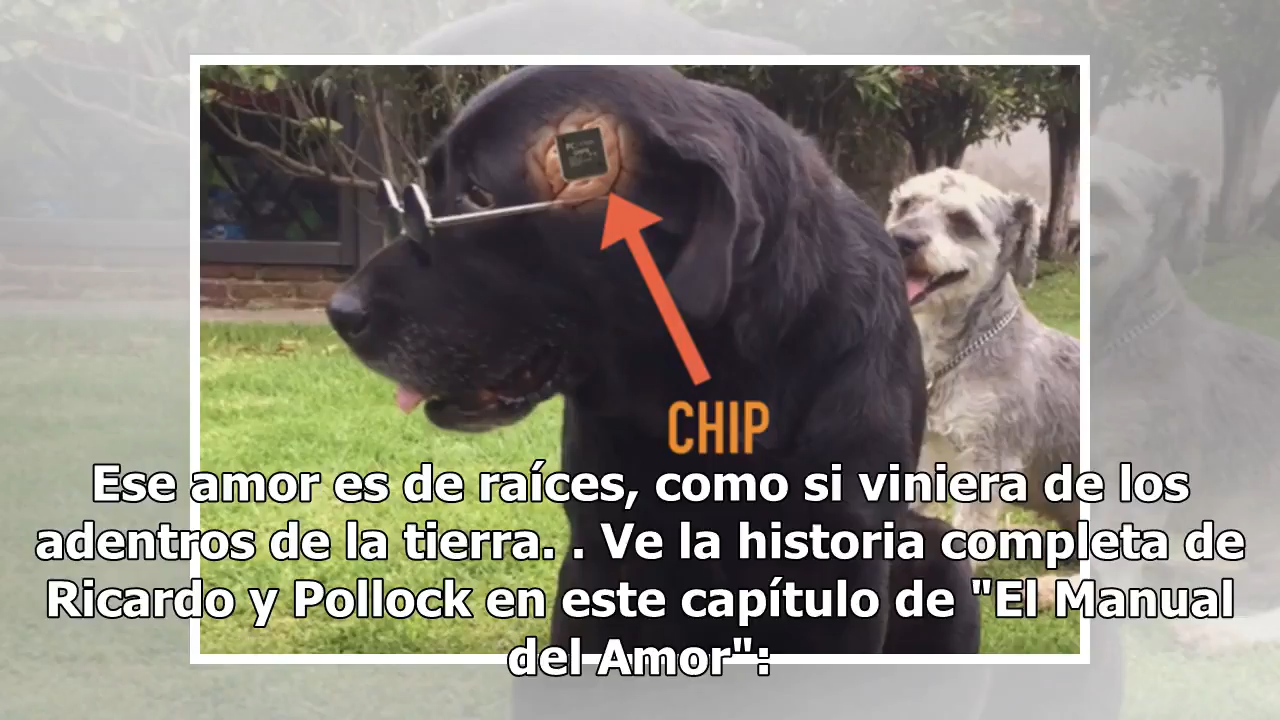 PC
CHIP
Ese amor es de raíces, como si viniera de los
adentros de la tierra. . Ve la historia completa de
Ricardo y Pollock en este capítulo de "El Manual
del Amor":